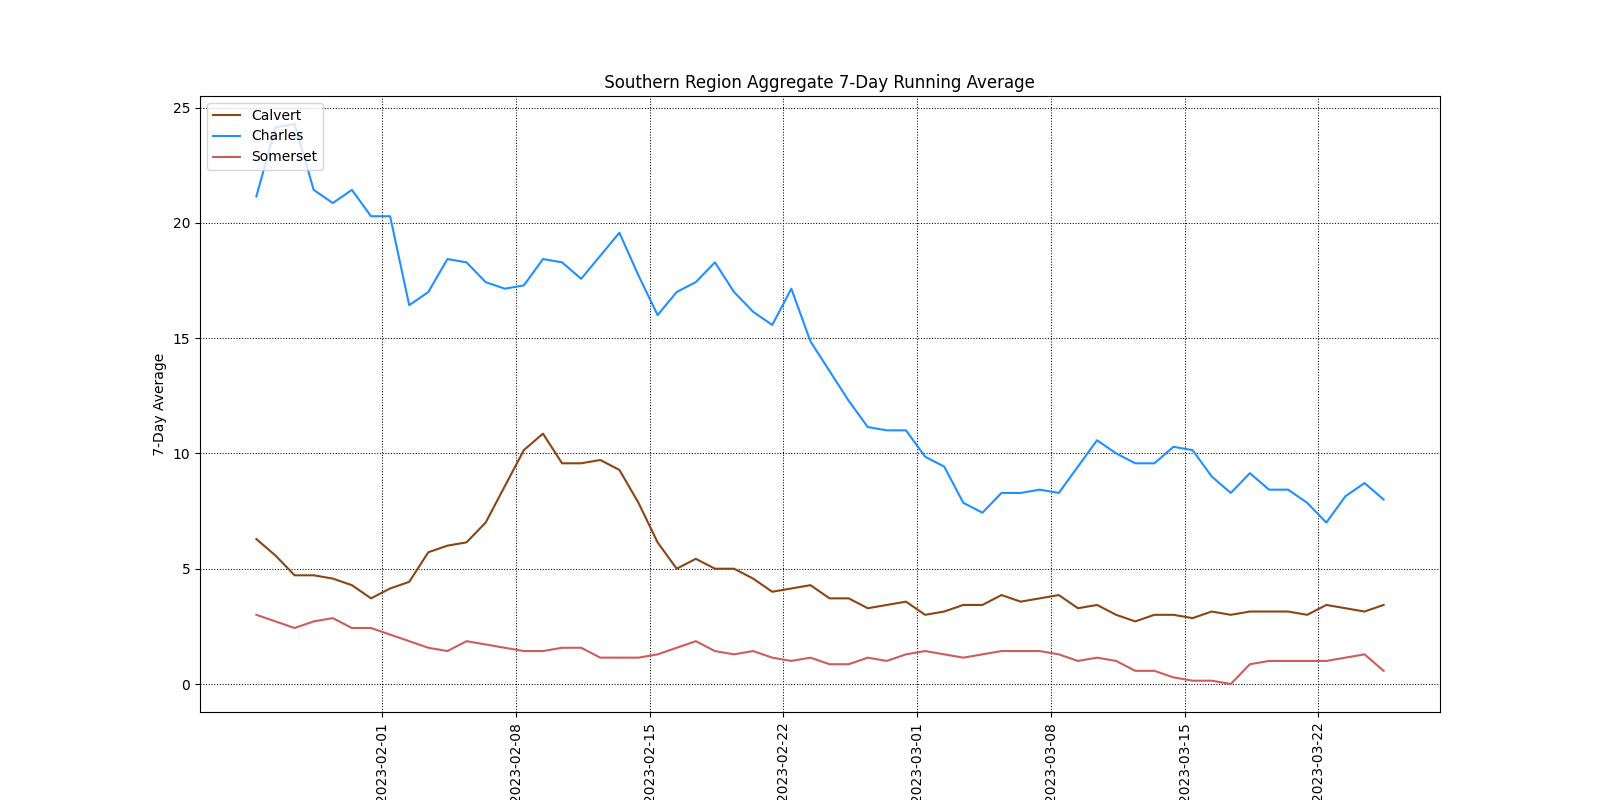 Southern Region Aggregate 7-Day Running Average
Calvert
Charles
Somerset
7-Day Average
25
20
15
10
5
0
2023-02-01
2023-02-08
2023-02-15
2023-02-22
2023-03-01
2023-03-08
2023-03-15
2023-03-22